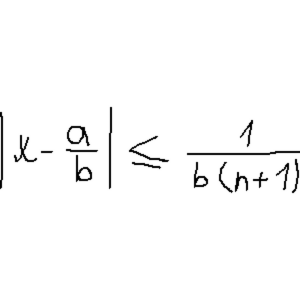 |x - a/b| ≤ 1/(b(n+1))